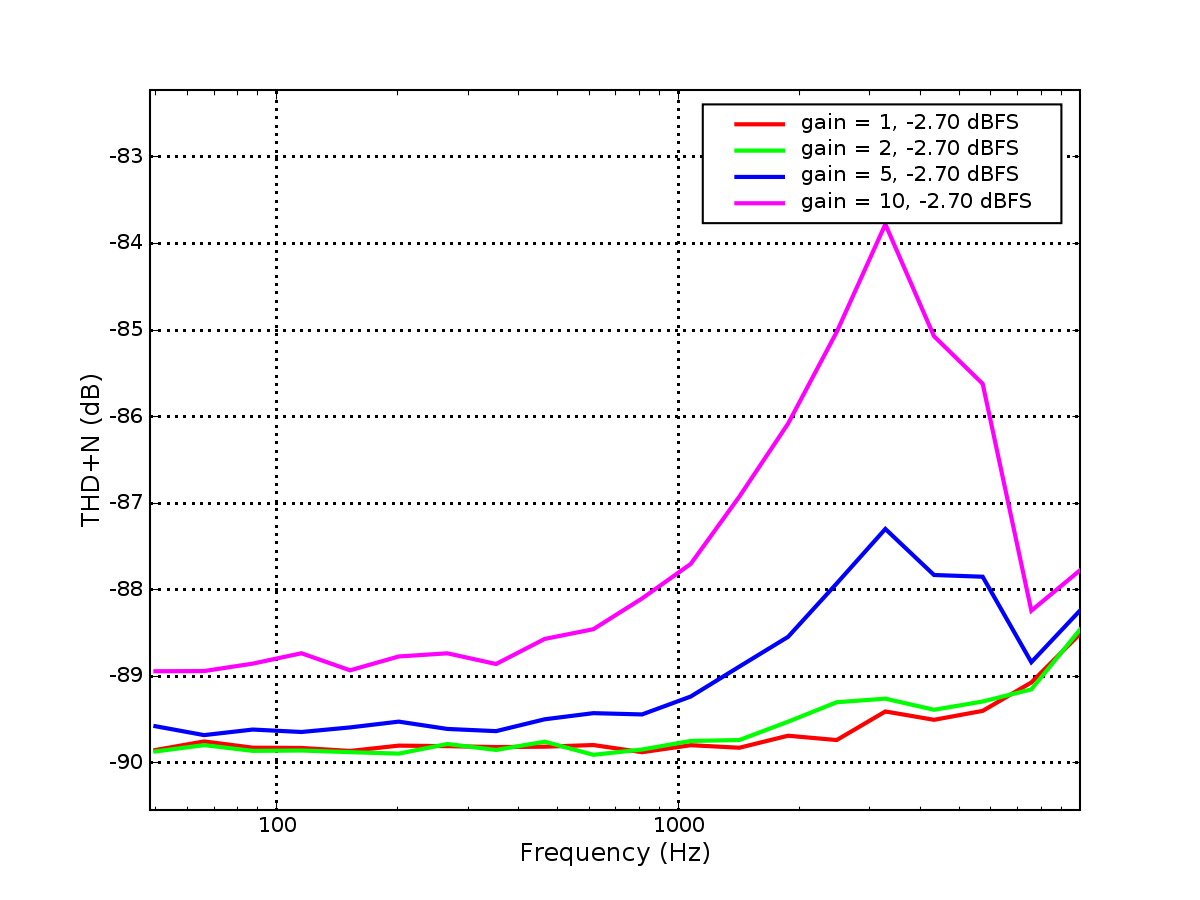 gain = 1, -2.70 dBFS
gain = 2, -2.70 dBFS
gain = 5, -2.70 dBFS
gain = 10, -2.70 dBFS
-83
-84
-85
-86
-87
-88
-89
-90
THD+N (dB)
100 1000
Frequency (Hz)